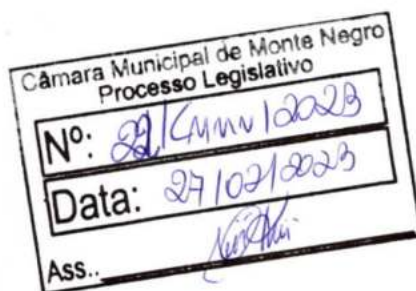 Câmara Municipal de Monte Negro
Processo Legislativo
Nº: 22/CMMN/2023
Data: 27/02/2023
Ass..